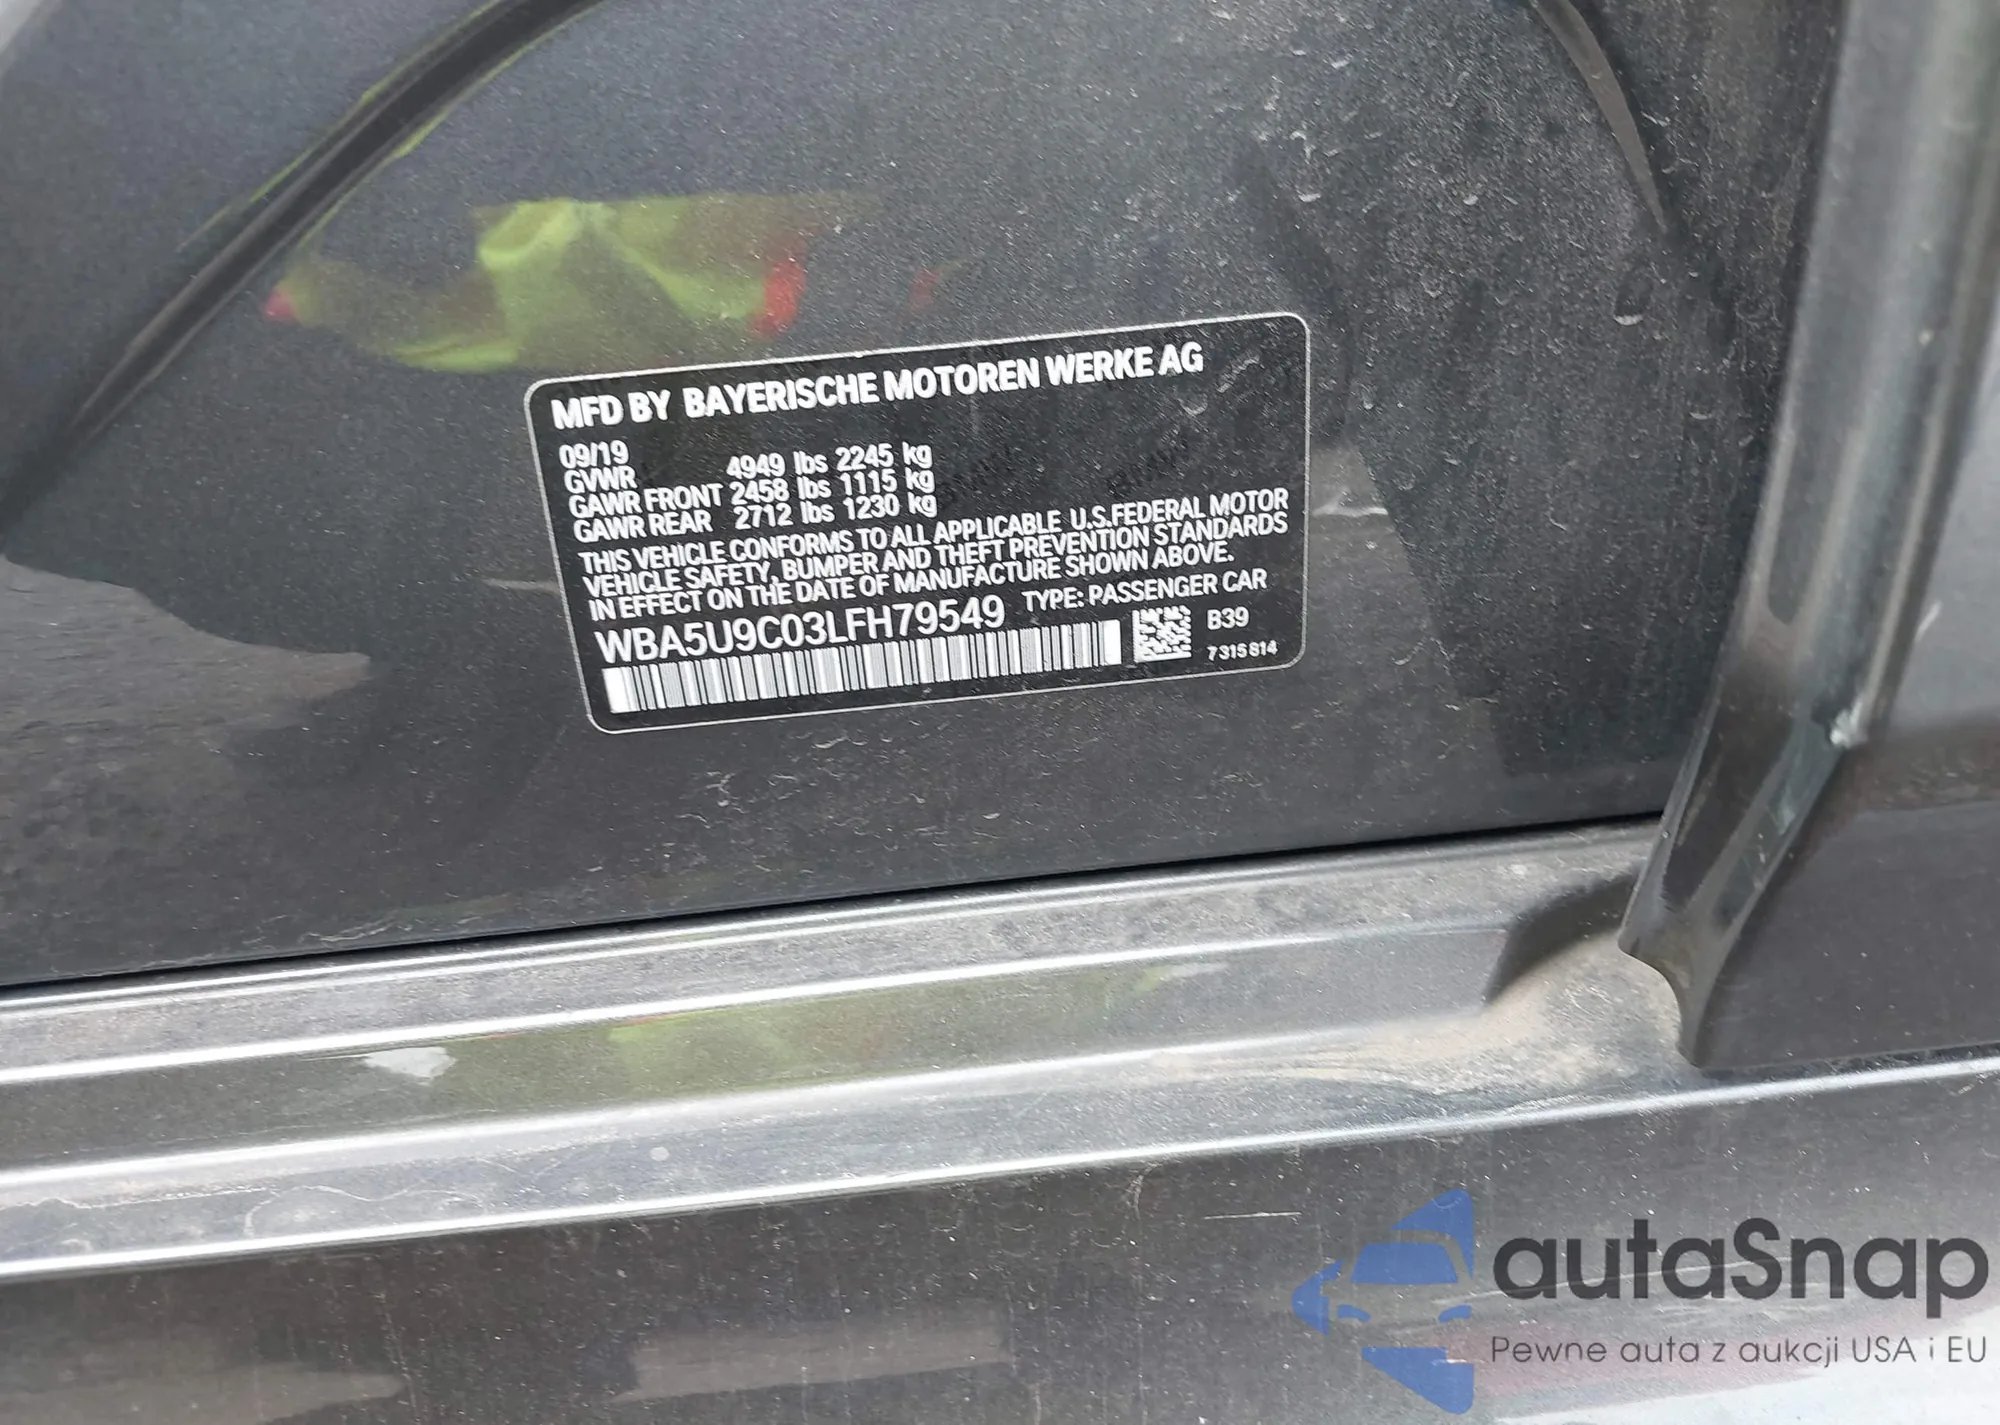 MFD BY BAYERISCHE MOTOREN WERKE AG
09/19
GVWR 4949 lbs 2245 kg
GAWR FRONT 2458 lbs 1115 kg
GAWR REAR 2712 lbs 1230 kg
THIS VEHICLE CONFORMS TO ALL APPLICABLE U.S.FEDERAL MOTOR
VEHICLE SAFETY, BUMPER AND THEFT PREVENTION STANDARDS
IN EFFECT ON THE DATE OF MANUFACTURE SHOWN ABOVE.
WBA5U9C03LFH79549 TYPE: PASSENGER CAR
B39
7315814
autaSnap
Pewne auta z aukcji USA i EU